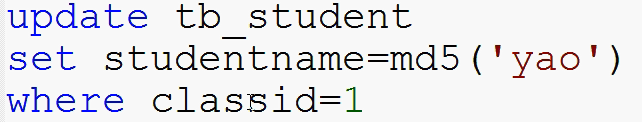 update tb_student
set studentname=md5('yao')
where classid=1